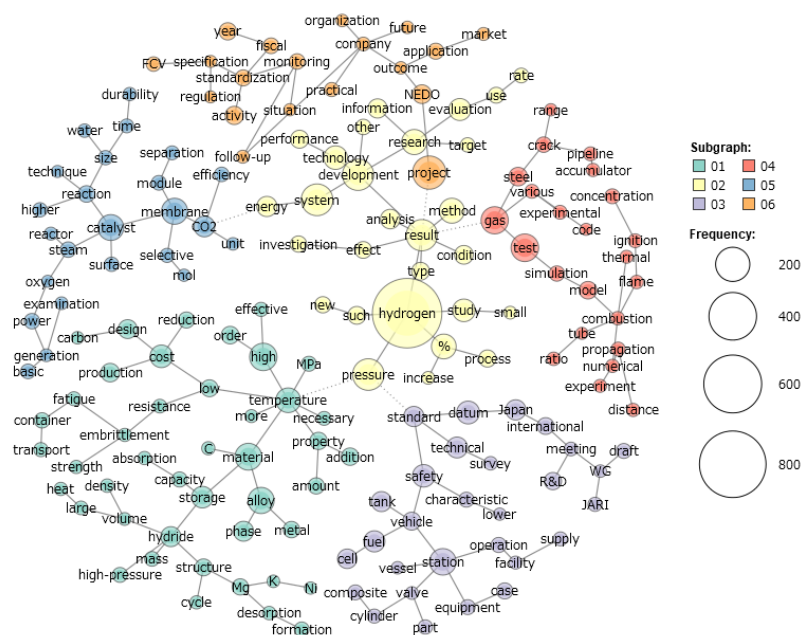 organization
future
year
company
market
fiscal
application
FCV
specification
monitoring
outcome
standardization
rate
practical
NEDO
use
durability
regulation
information
evaluation
range
activity
situation
other
time
water
performance
research
target
crack
pipeline
separation
follow-up
technology
accumulator
size
efficiency
development
project
steel
technique
module
various
concentration
reaction
energy
system
method
higher
membrane
analysis
gas
experimental
catalyst
CO2
code
reactor
result
test
ignition
steam
unit
investigation
effect
condition
thermal
surface
selective
type
simulation
flame
oxygen
mol
model
examination
new
such
hydrogen
study
small
power
effective
combustion
carbon
design
reduction
order
tube
%
process
propagation
generation
cost
high
ratio
numerical
basic
production
MPa
pressure
increase
experiment
low
temperature
fatigue
resistance
more
necessary
standard
datum
Japan
distance
container
international
embrittlement
property
transport
C
technical
meeting
draft
absorption
material
addition
survey
strength
WG
capacity
safety
R&D
heat
density
amount
storage
alloy
tank
characteristic
JARI
large
lower
volume
vehicle
phase
metal
hydride
fuel
operation
supply
mass
cell
station
facility
high-pressure
structure
vessel
Mg
K
Ni
composite
valve
case
cycle
equipment
desorption
cylinder
formation
part
Subgraph:
01 04
02 05
03 06
Frequency:
200
400
600
800